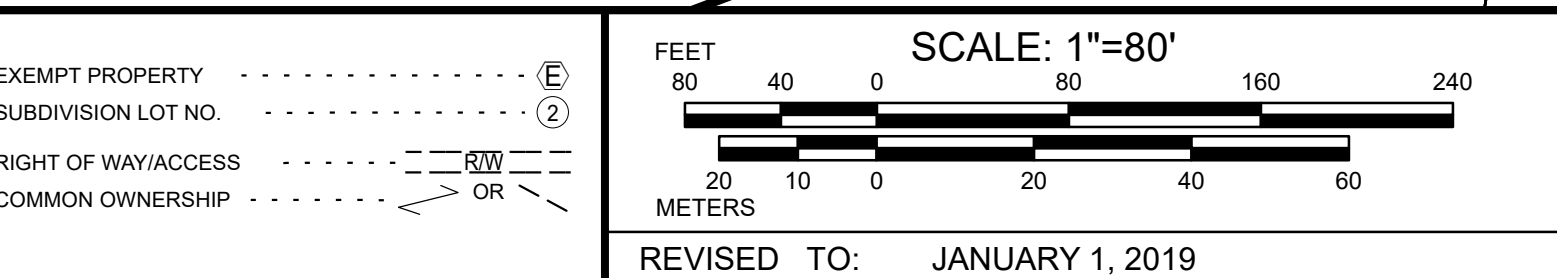 EXEMPT PROPERTY - - - - - - - - - - - - - - - E
SUBDIVISION LOT NO. - - - - - - - - - - - - - 2
RIGHT OF WAY/ACCESS - - - - - - R/W
COMMON OWNERSHIP - - - - - - - OR
FEET SCALE: 1"=80'
80 40 0 80 160 240
20 10 0 20 40 60
METERS
REVISED TO: JANUARY 1, 2019